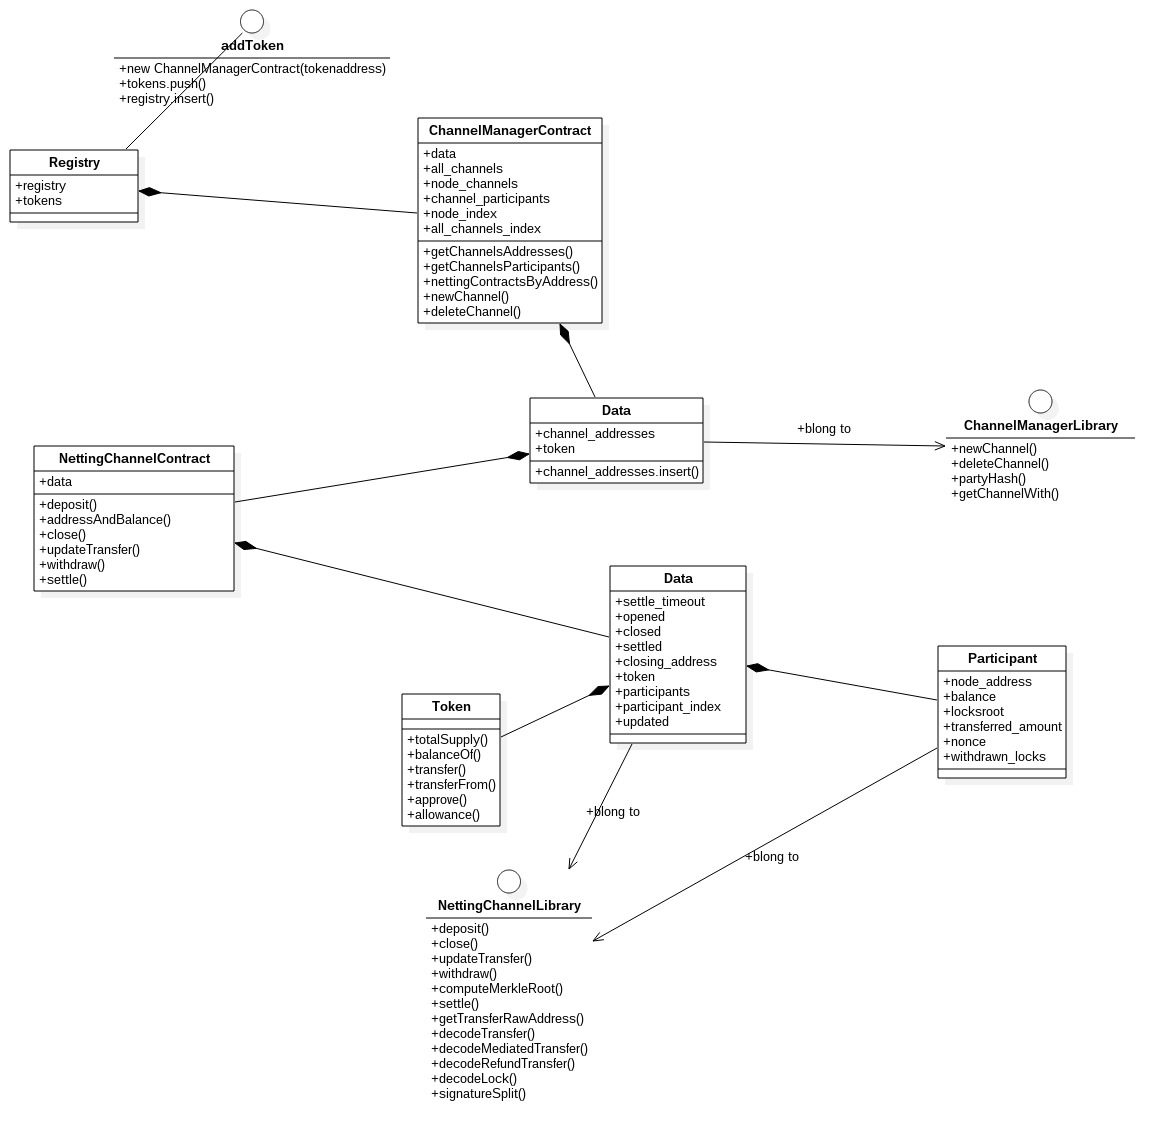 addToken
+new ChannelManagerContract(tokenaddress)
+tokens.push()
+registry.insert()
Registry
+registry
+tokens
ChannelManagerContract
+data
+all_channels
+node_channels
+channel_participants
+node_index
+all_channels_index
+getChannelsAddresses()
+getChannelsParticipants()
+nettingContractsByAddress()
+newChannel()
+deleteChannel()
Data
+channel_addresses
+token
+channel_addresses.insert()
+blong to
ChannelManagerLibrary
+newChannel()
+deleteChannel()
+partyHash()
+getChannelWith()
NettingChannelContract
+data
+deposit()
+addressAndBalance()
+close()
+updateTransfer()
+withdraw()
+settle()
Data
+settle_timeout
+opened
+closed
+settled
+closing_address
+token
+participants
+participant_index
+updated
Participant
+node_address
+balance
+locksroot
+transferred_amount
+nonce
+withdrawn_locks
Token
+totalSupply()
+balanceOf()
+transfer()
+transferFrom()
+approve()
+allowance()
+blong to
+blong to
NettingChannelLibrary
+deposit()
+close()
+updateTransfer()
+withdraw()
+computeMerkleRoot()
+settle()
+getTransferRawAddress()
+decodeTransfer()
+decodeMediatedTransfer()
+decodeRefundTransfer()
+decodeLock()
+signatureSplit()